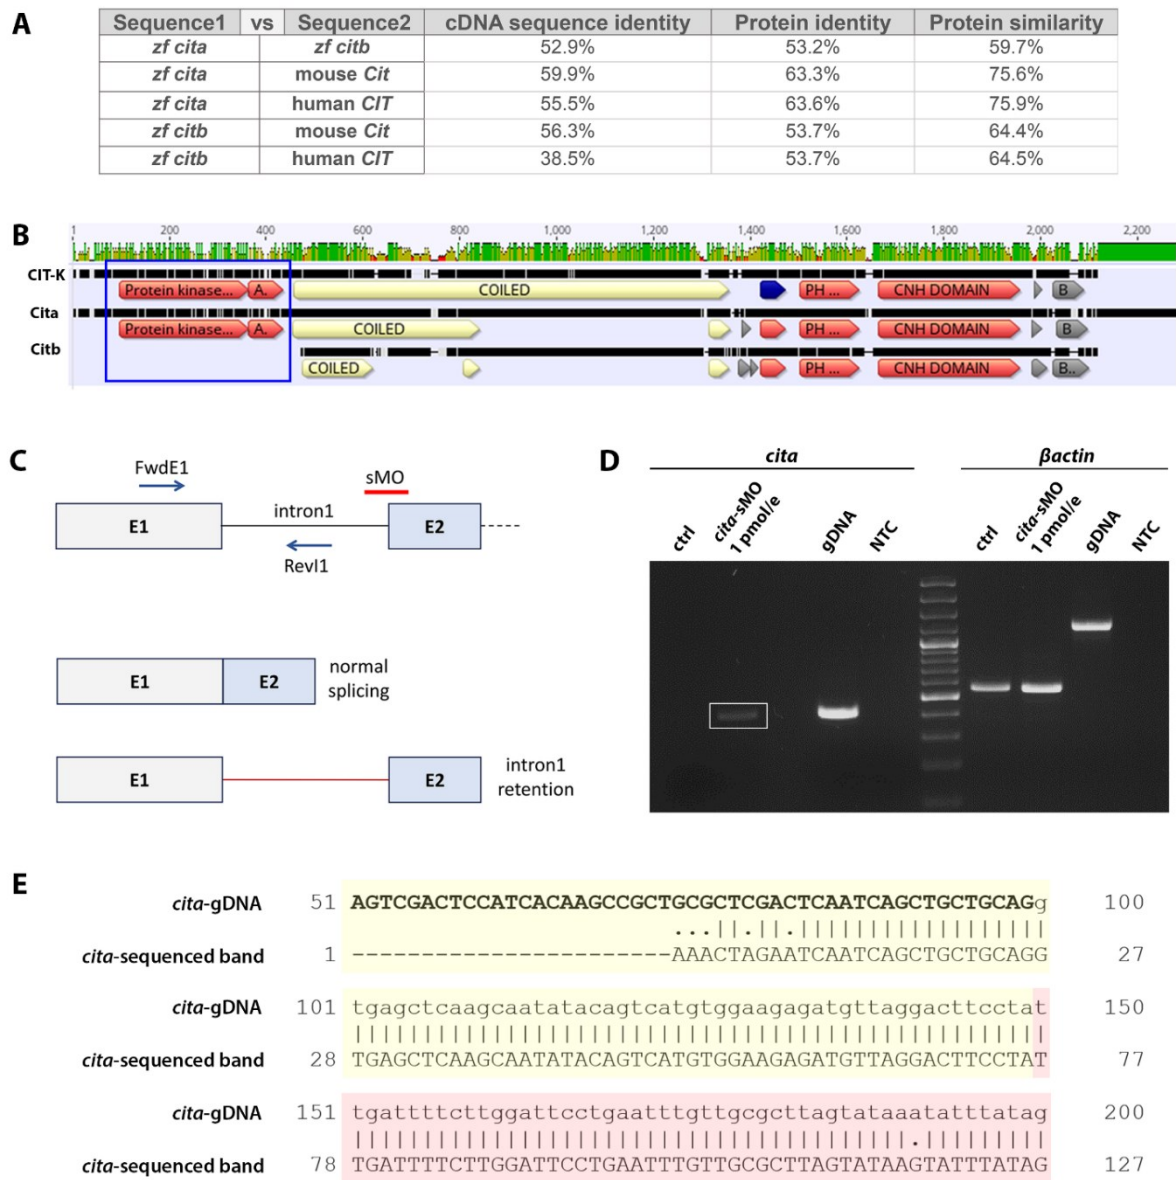 A
Sequence1 vs Sequence2 cDNA sequence identity Protein identity Protein similarity
zf cita zf citb 52.9% 53.2% 59.7%
zf cita mouse Cit 59.9% 63.3% 75.6%
zf cita human CIT 55.5% 63.6% 75.9%
zf citb mouse Cit 56.3% 53.7% 64.4%
zf citb human CIT 38.5% 53.7% 64.5%
B
1 200 400 600 800 1,000 1,200 1,400 1,600 1,800 2,000 2,200
CIT-K
Protein kinase... A. COILED PH ... CNH DOMAIN B
Cita
Protein kinase... A. COILED PH ... CNH DOMAIN B
Citb
COILED PH ... CNH DOMAIN B..
C
FwdE1
sMO
E1 intron1 E2
RevI1
E1 E2 normal
splicing
E1 E2 intron1
retention
D
cita βactin
ctrl cita-sMO 1 pmol/e gDNA NTC ctrl cita-sMO 1 pmol/e gDNA NTC
E
cita-gDNA 51 AGTCGACTCCATCACAAGCCGCTGCGCTCGACTCAATCAGCTGCTGCAGg 100
cita-sequenced band 1 -----------------------AAACTAGAATCAATCAGCTGCTGCAGG 27
cita-gDNA 101 tgagctcaagcaatatacagtcatgtggaagagatgttaggacttcctat 150
cita-sequenced band 28 TGAGCTCAAGCAATATACAGTCATGTGGAAGAGATGTTAGGACTTCCTAT 77
cita-gDNA 151 tgattttcttggattcctgaatttgttgcgcttagtataaatatttatag 200
cita-sequenced band 78 TGATTTTCTTGGATTCCTGAATTTGTTGCGCTTAGTATAAGTATTTATAG 127